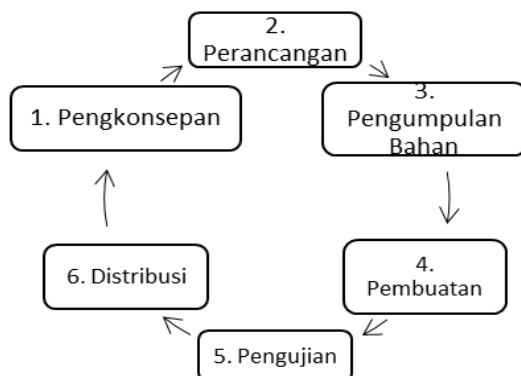 1. Pengkonsepan
2.
Perancangan
3.
Pengumpulan
Bahan
4.
Pembuatan
5. Pengujian
6. Distribusi